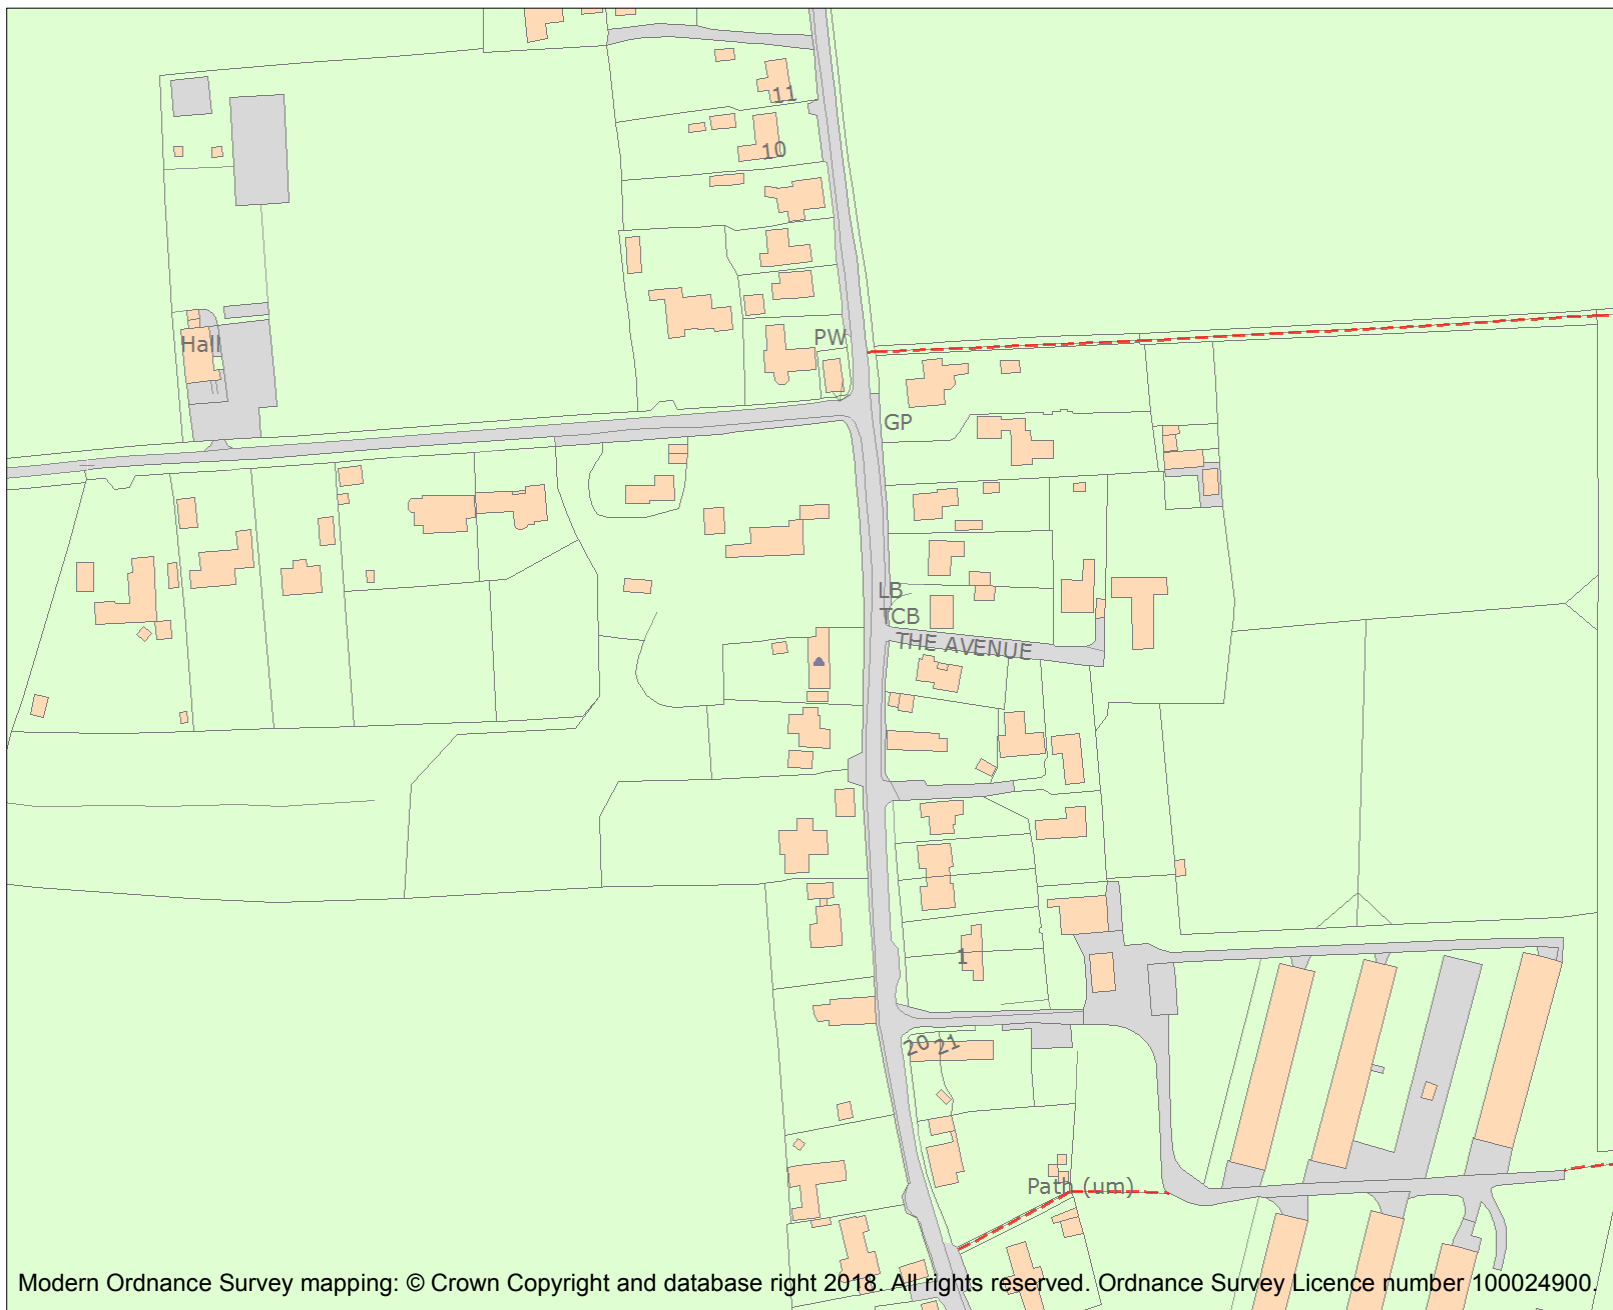 11
10
PW
Hall
GP
LB
TCB
THE AVENUE
1
20 21
Path (um)
Modern Ordnance Survey mapping: © Crown Copyright and database right 2018. All rights reserved. Ordnance Survey Licence number 100024900.